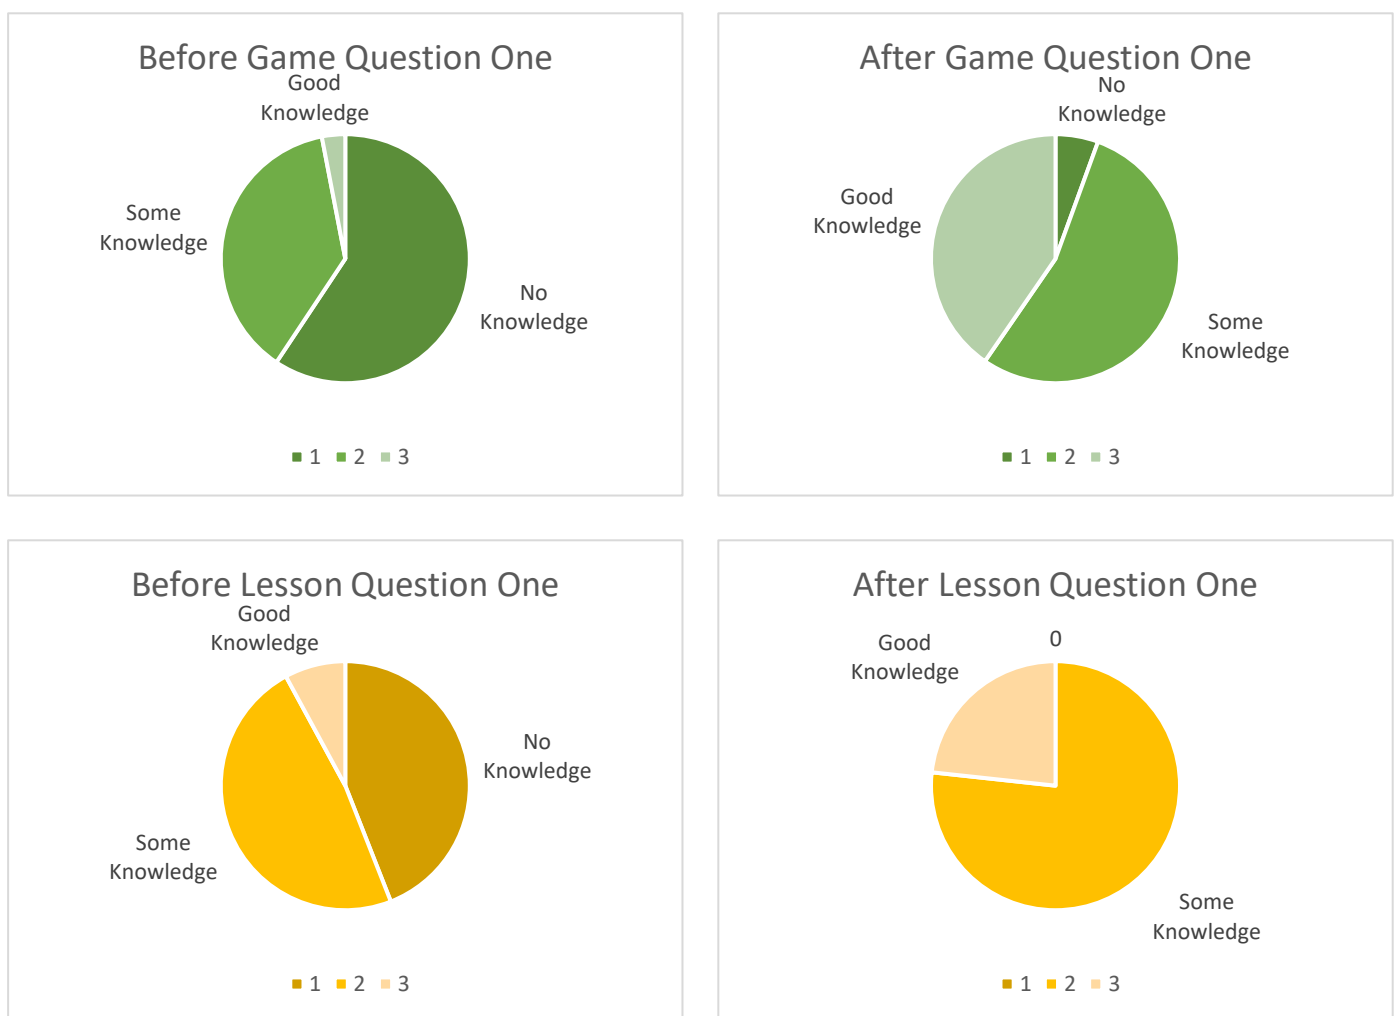 Before Game Question One
Good
Knowledge
Some
Knowledge
No
Knowledge
1 2 3
After Game Question One
No
Knowledge
Good
Knowledge
Some
Knowledge
1 2 3
Before Lesson Question One
Good
Knowledge
No
Knowledge
Some
Knowledge
1 2 3
After Lesson Question One
0
Good
Knowledge
Some
Knowledge
1 2 3